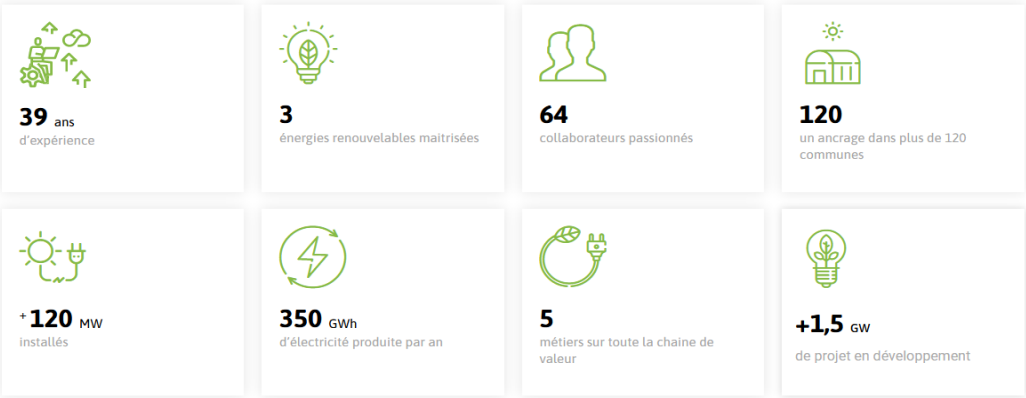 39 ans
d'expérience
3
énergies renouvelables maitrisées
64
collaborateurs passionnés
120
un ancrage dans plus de 120
communes
+120 MW
installés
350 GWh
d'électricité produite par an
5
métiers sur toute la chaine de
valeur
+1,5 GW
de projet en développement